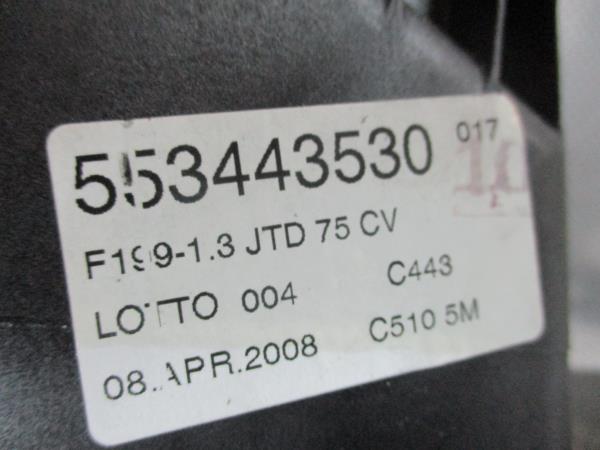 553443530 017
F199-1.3 JTD 75 CV
LOTTO 004 C443
08.APR.2008 C510 5M